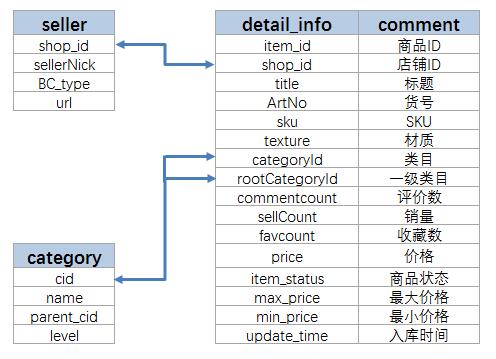 seller
shop_id
sellerNick
BC_type
url
detail_info comment
item_id 商品ID
shop_id 店铺ID
title 标题
ArtNo 货号
sku SKU
texture 材质
categoryId 类目
rootCategoryId 一级类目
commentcount 评价数
sellCount 销量
favcount 收藏数
price 价格
item_status 商品状态
max_price 最大价格
min_price 最小价格
update_time 入库时间
category
cid
name
parent_cid
level